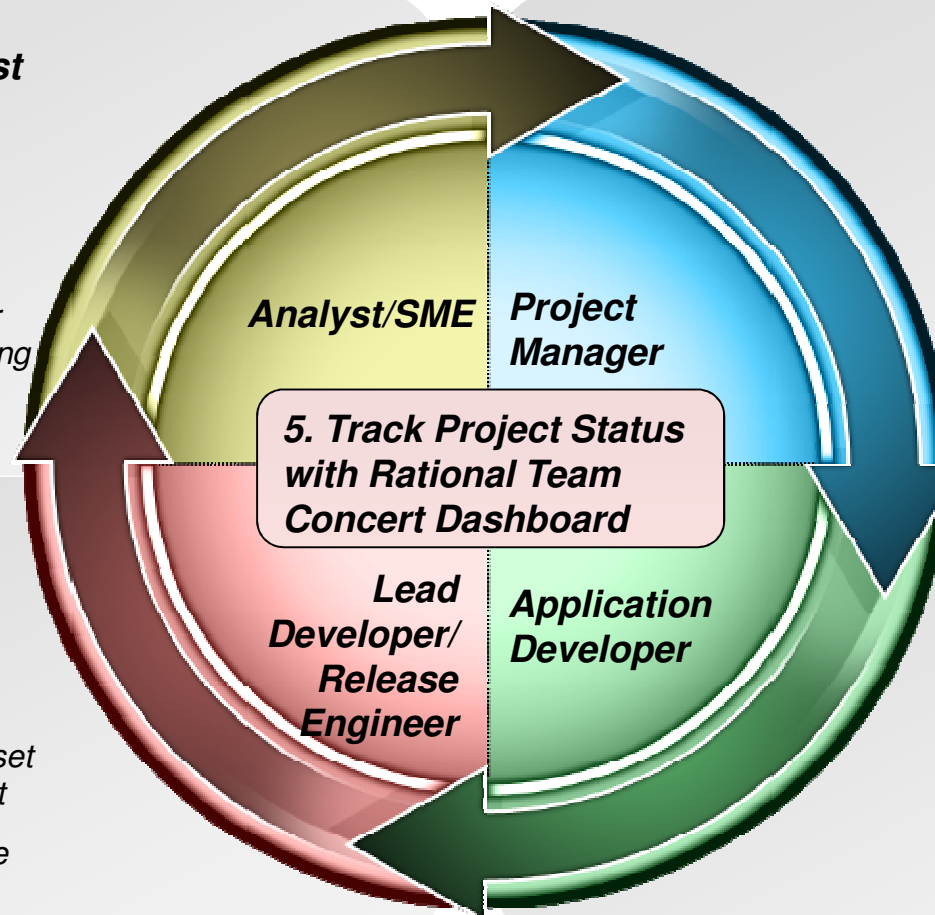 Analyst/SME
Project
Manager
5. Track Project Status
with Rational Team
Concert Dashboard
Lead
Developer/
Release
Engineer
Application
Developer
set